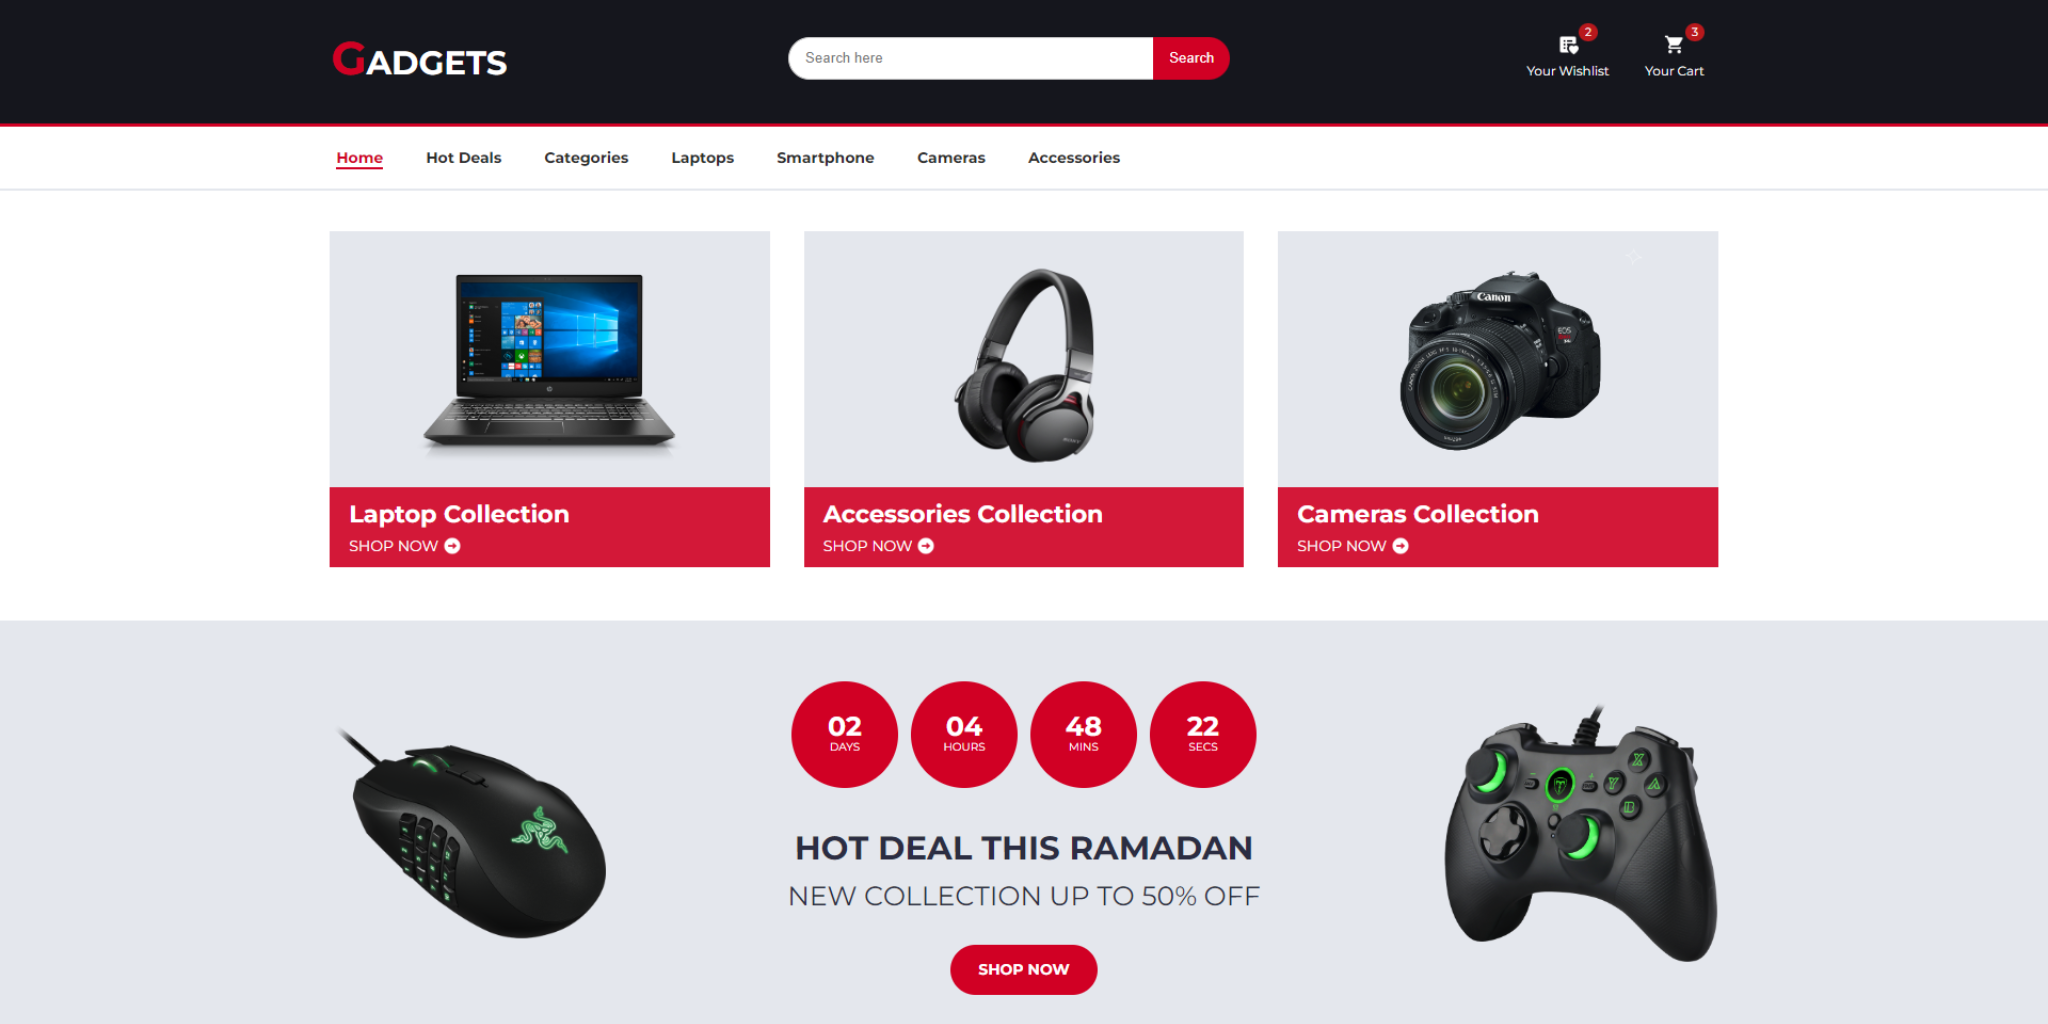 GADGETS
Search here
Search
2
Your Wishlist
3
Your Cart
Home
Hot Deals
Categories
Laptops
Smartphone
Cameras
Accessories
Canon
EOS
Laptop Collection
SHOP NOW
Accessories Collection
SHOP NOW
Cameras Collection
SHOP NOW
02
DAYS
04
HOURS
48
MINS
22
SECS
HOT DEAL THIS RAMADAN
NEW COLLECTION UP TO 50% OFF
SHOP NOW
X
Y
A
B